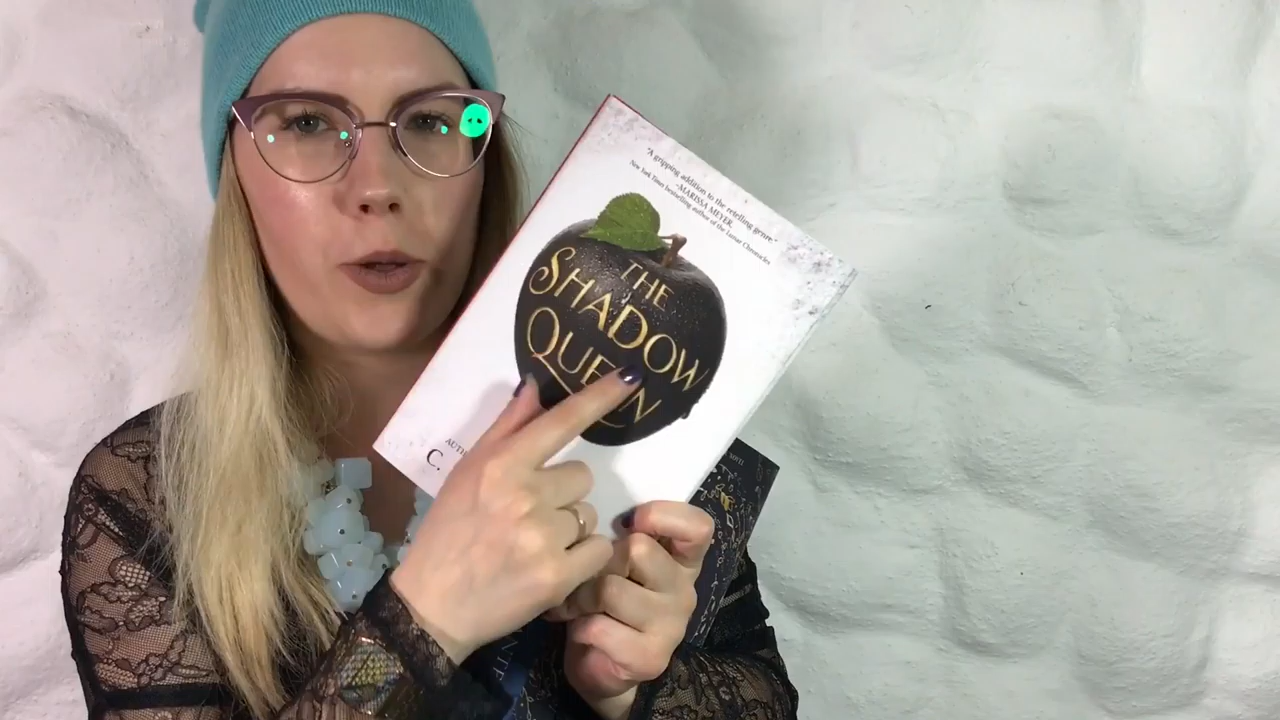 "A gripping addition to the retelling genre."
–MARISSA MEYER,
New York Times bestselling author of the Lunar Chronicles
THE
SHADOW
QUEEN
C.
NOVEL